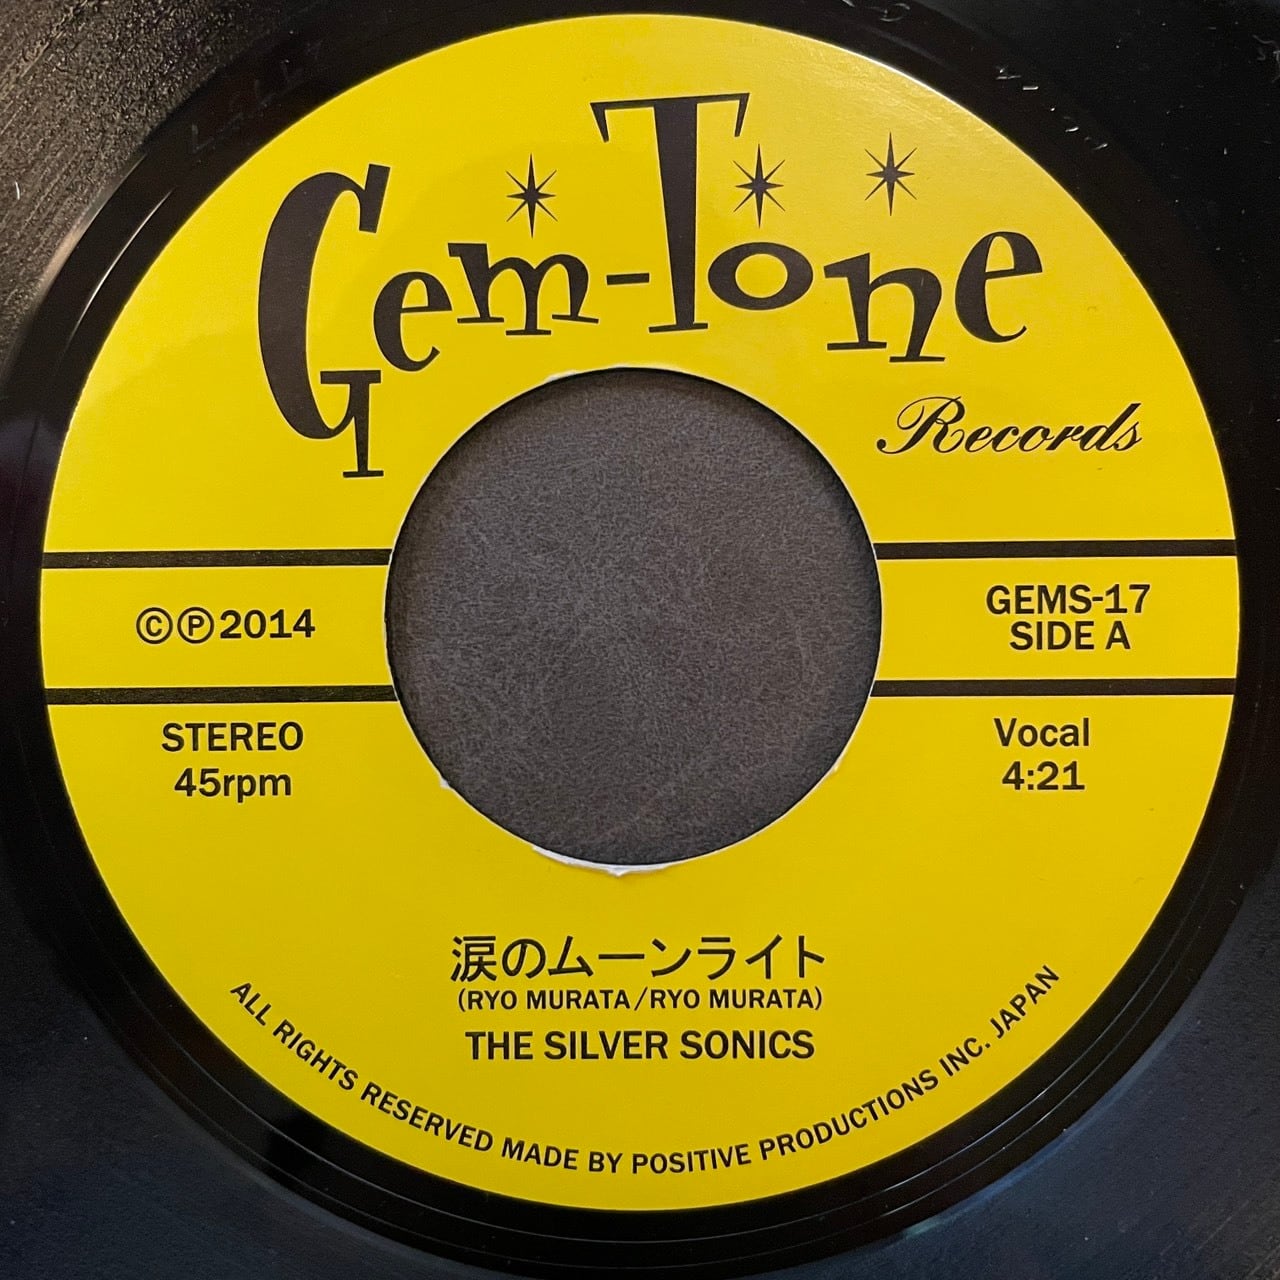 Gem-Tone
Records
©℗2014
GEMS-17
SIDE A
STEREO
45rpm
Vocal
4:21
涙のムーンライト
(RYO MURATA/RYO MURATA)
THE SILVER SONICS
ALL RIGHTS RESERVED MADE BY POSITIVE PRODUCTIONS INC. JAPAN